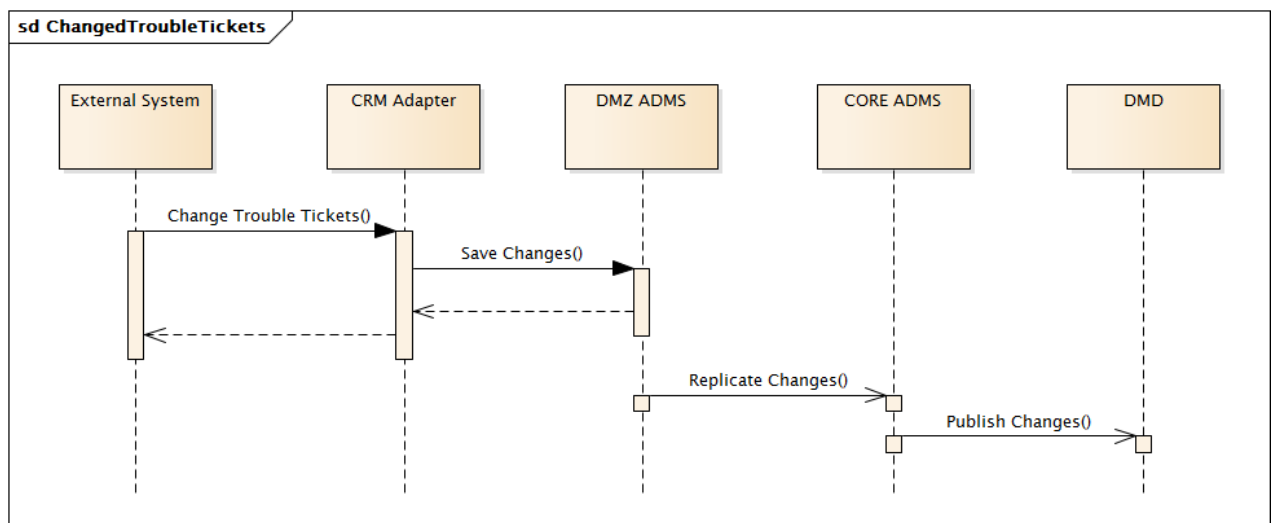 sd ChangedTroubleTickets
External System
CRM Adapter
DMZ ADMS
CORE ADMS
DMD
Change Trouble Tickets()
Save Changes()
Replicate Changes()
Publish Changes()